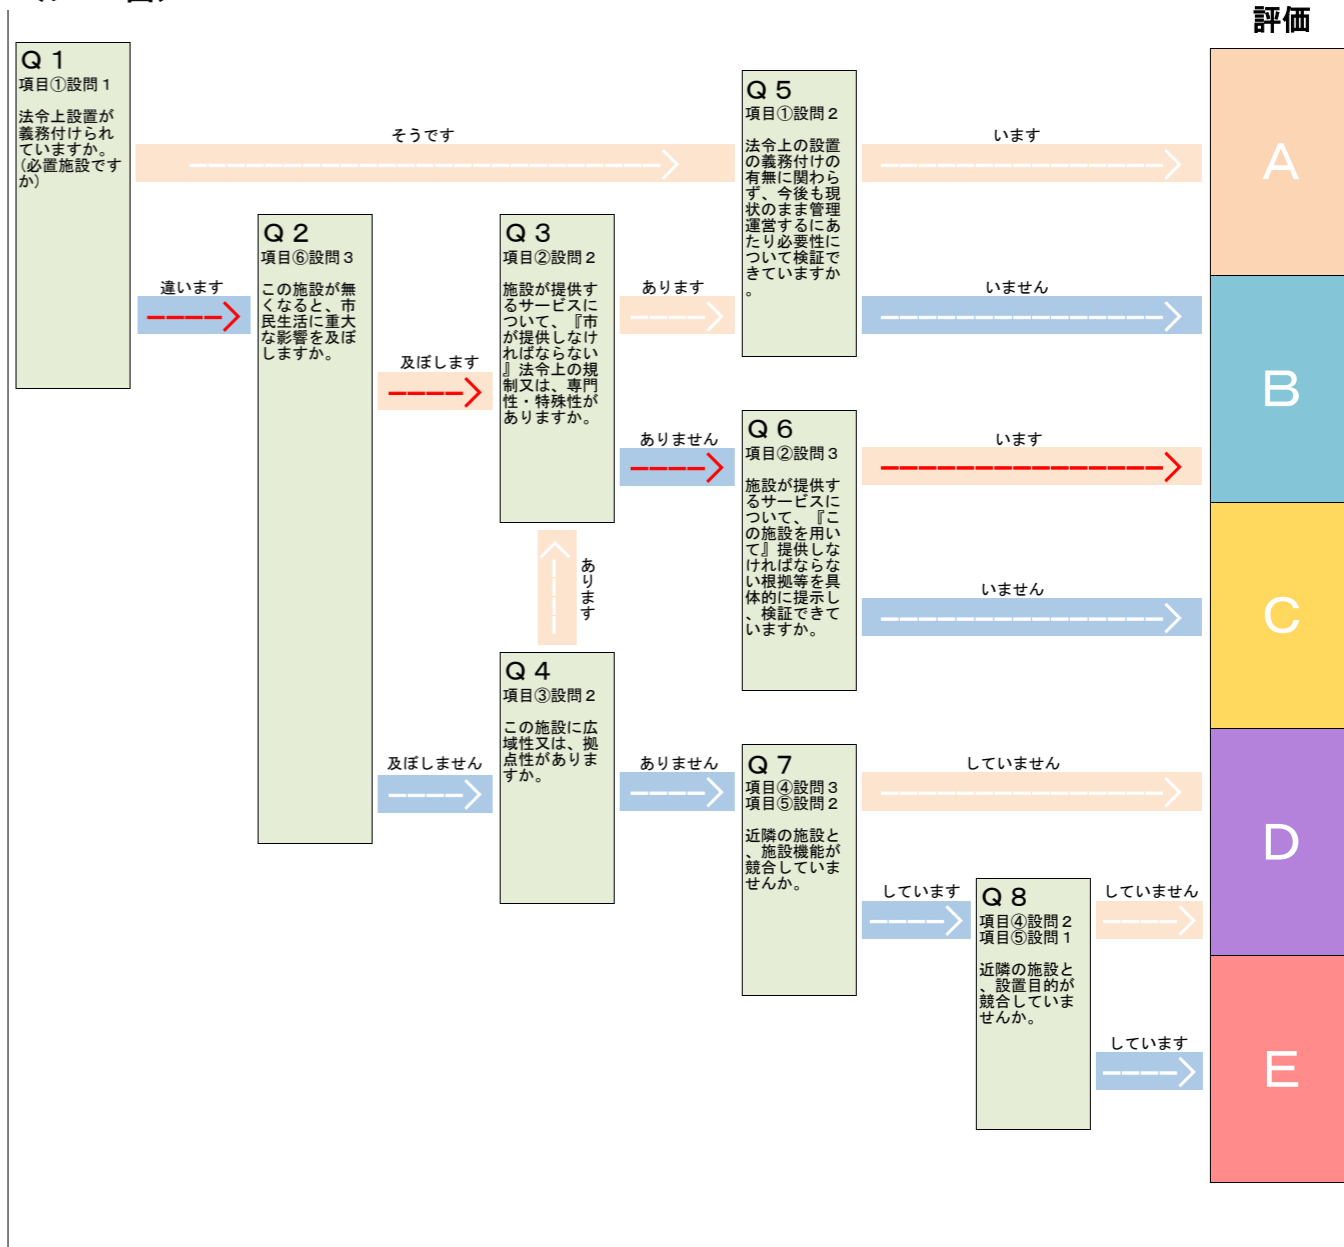 評価
Ｑ１
項目①設問１
法令上設置が
義務付けられ
ていますか。
（必置施設です
か）
そうです
違います
Ｑ２
項目⑥設問３
この施設が無
くなると、市
民生活に重大
な影響を及ぼ
しますか。
及ぼします
及ぼしません
Ｑ３
項目②設問２
施設が提供す
るサービスに
ついて、『市
が提供しなけ
ればならない
』法令上の規
制又は、専門
性・特殊性が
ありますか。
あります
ありません
Ｑ４
項目③設問２
この施設に広
域性又は、拠
点性がありま
すか。
あります
ありません
Ｑ５
項目①設問２
法令上の設置
の義務付けの
有無に関わら
ず、今後も現
状のまま管理
運営するにあ
たり必要性に
ついて検証で
きていますか
。
います
いません
Ｑ６
項目②設問３
施設が提供す
るサービスに
ついて、『こ
の施設を用い
て』提供しな
ければならな
い根拠等を具
体的に提示し
、検証できて
いますか。
います
いません
Ｑ７
項目④設問３
項目⑤設問２
近隣の施設と
、施設機能が
競合していま
せんか。
していません
しています
Ｑ８
項目④設問２
項目⑤設問１
近隣の施設と
、設置目的が
競合していま
せんか。
していません
しています
A
B
C
D
E